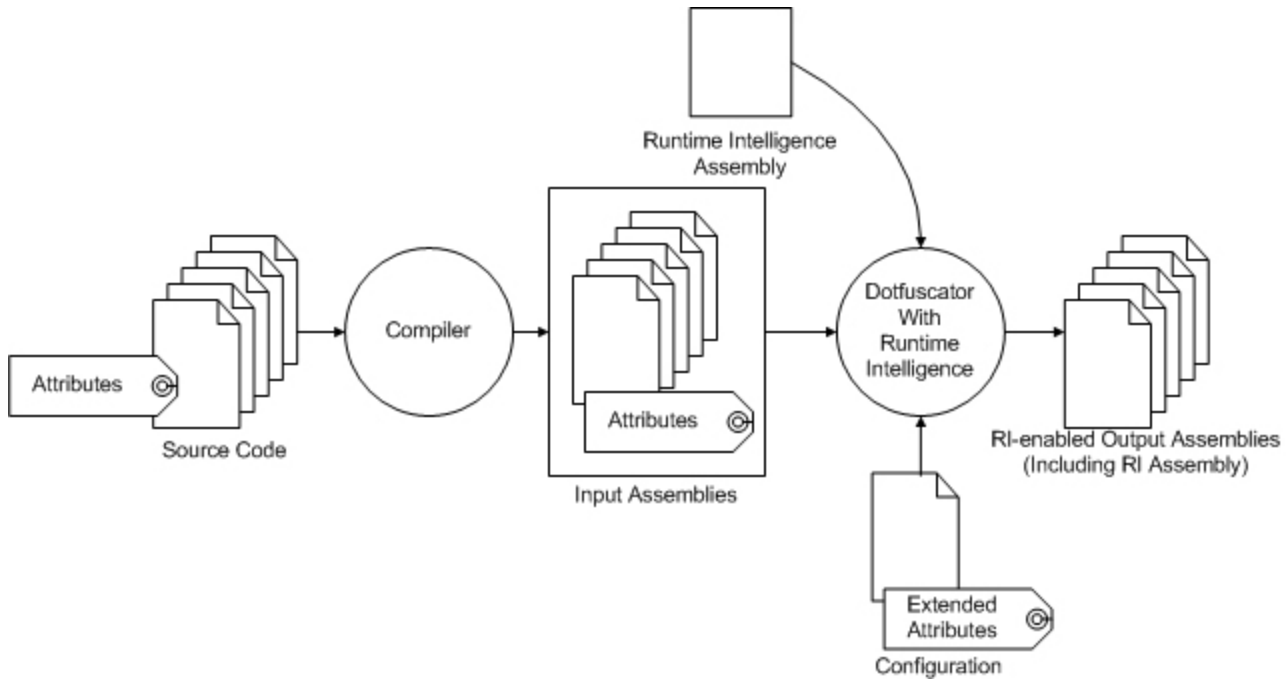 Runtime Intelligence
Assembly
Attributes
Source Code
Compiler
Attributes
Input Assemblies
Dotfuscator
With
Runtime
Intelligence
RI-enabled Output Assemblies
(Including RI Assembly)
Extended
Attributes
Configuration